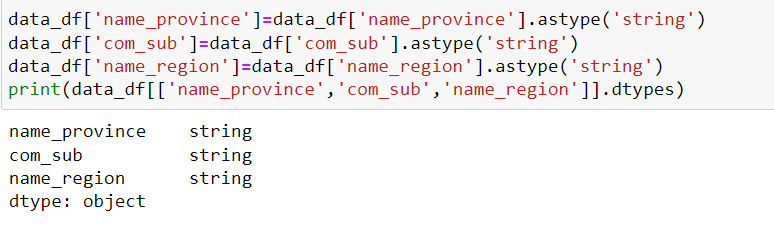 data_df['name_province']=data_df['name_province'].astype('string')
data_df['com_sub']=data_df['com_sub'].astype('string')
data_df['name_region']=data_df['name_region'].astype('string')
print(data_df[['name_province','com_sub','name_region']].dtypes)
name_province    string
com_sub          string
name_region      string
dtype: object